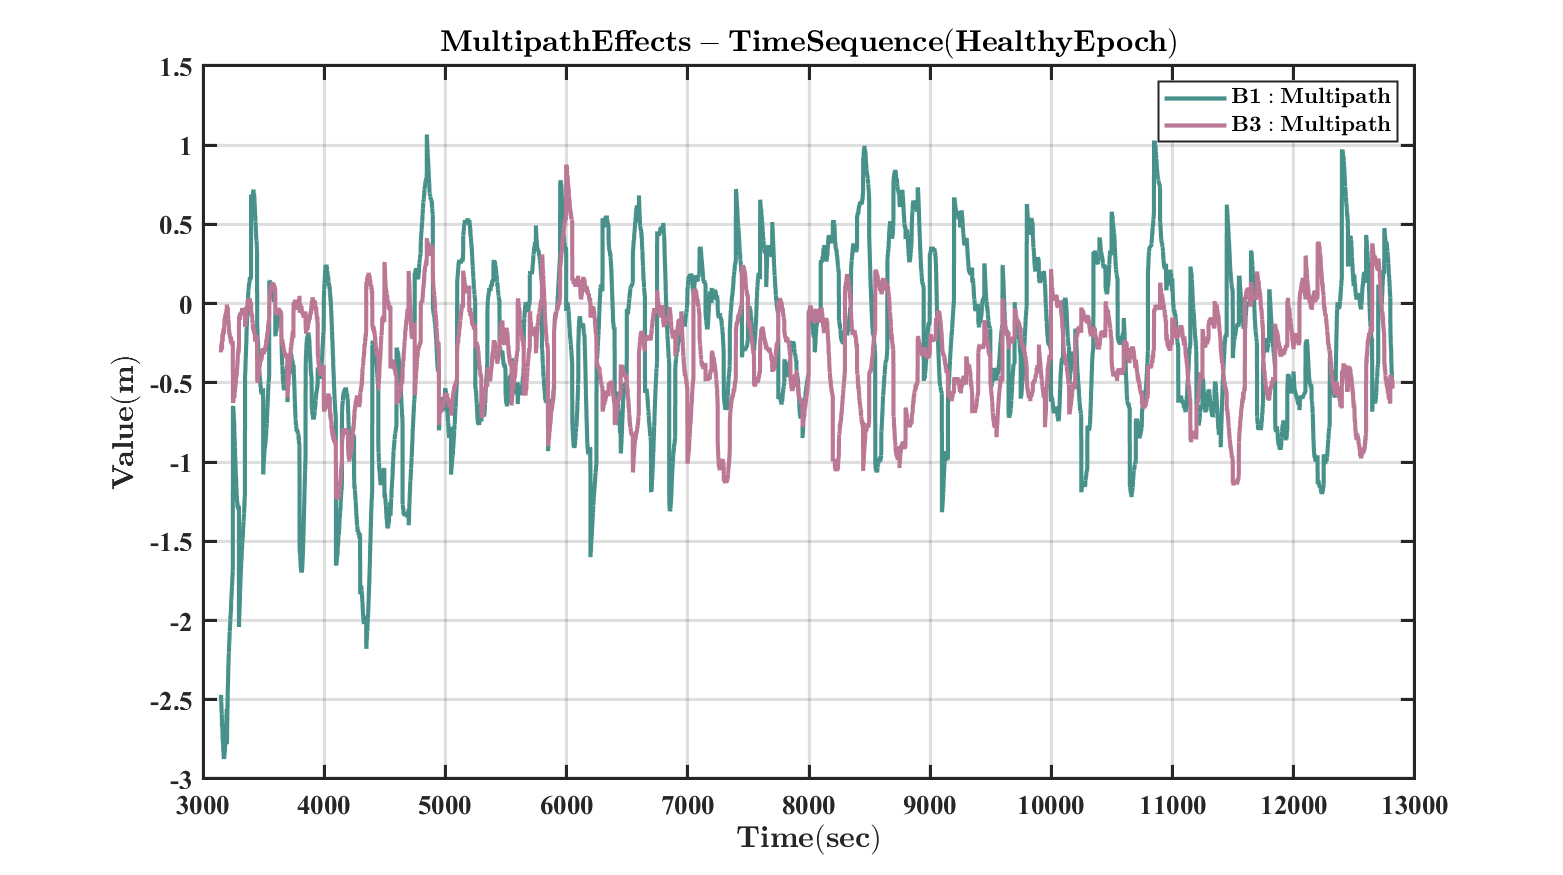 MultipathEffects – TimeSequence(HealthyEpoch)
1.5
B1 : Multipath
B3 : Multipath
1
0.5
0
-0.5
-1
-1.5
-2
-2.5
-3
Value(m)
3000 4000 5000 6000 7000 8000 9000 10000 11000 12000 13000
Time(sec)